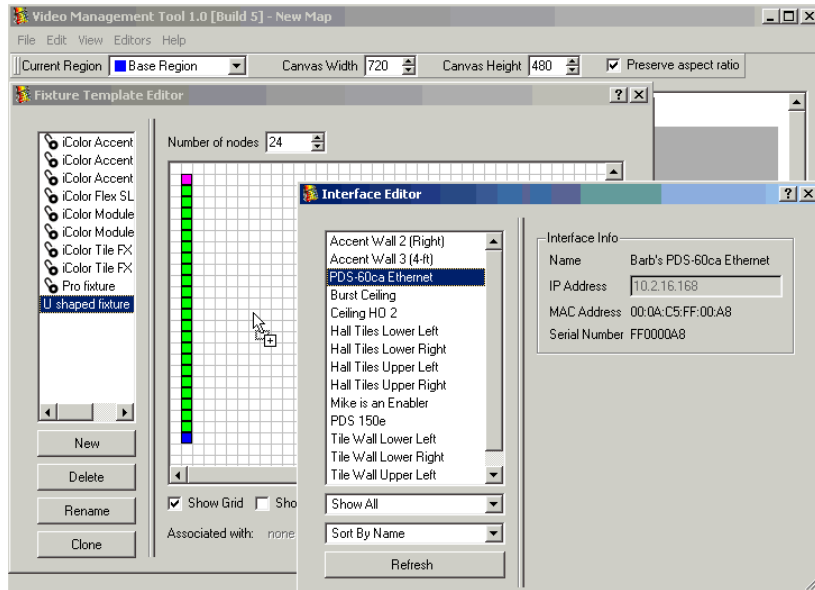 Video Management Tool 1.0 [Build 5] - New Map
File Edit View Editors Help
Current Region Base Region Canvas Width 720 Canvas Height 480 Preserve aspect ratio
Fixture Template Editor
iColor Accent
iColor Accent
iColor Accent
iColor Flex SL
iColor Module
iColor Module
iColor Tile FX
iColor Tile FX
Pro fixture
U shaped fixture
New
Delete
Rename
Clone
Number of nodes 24
Show Grid Sho
Associated with: none
Interface Editor
Accent Wall 2 (Right)
Accent Wall 3 (4-ft)
PDS-60ca Ethernet
Burst Ceiling
Ceiling HO 2
Hall Tiles Lower Left
Hall Tiles Lower Right
Hall Tiles Upper Left
Hall Tiles Upper Right
Mike is an Enabler
PDS 150e
Tile Wall Lower Left
Tile Wall Lower Right
Tile Wall Upper Left
Show All
Sort By Name
Refresh
Interface Info
Name Barb's PDS-60ca Ethernet
IP Address 10.2.16.168
MAC Address 00:0A:C5:FF:00:A8
Serial Number FF0000A8